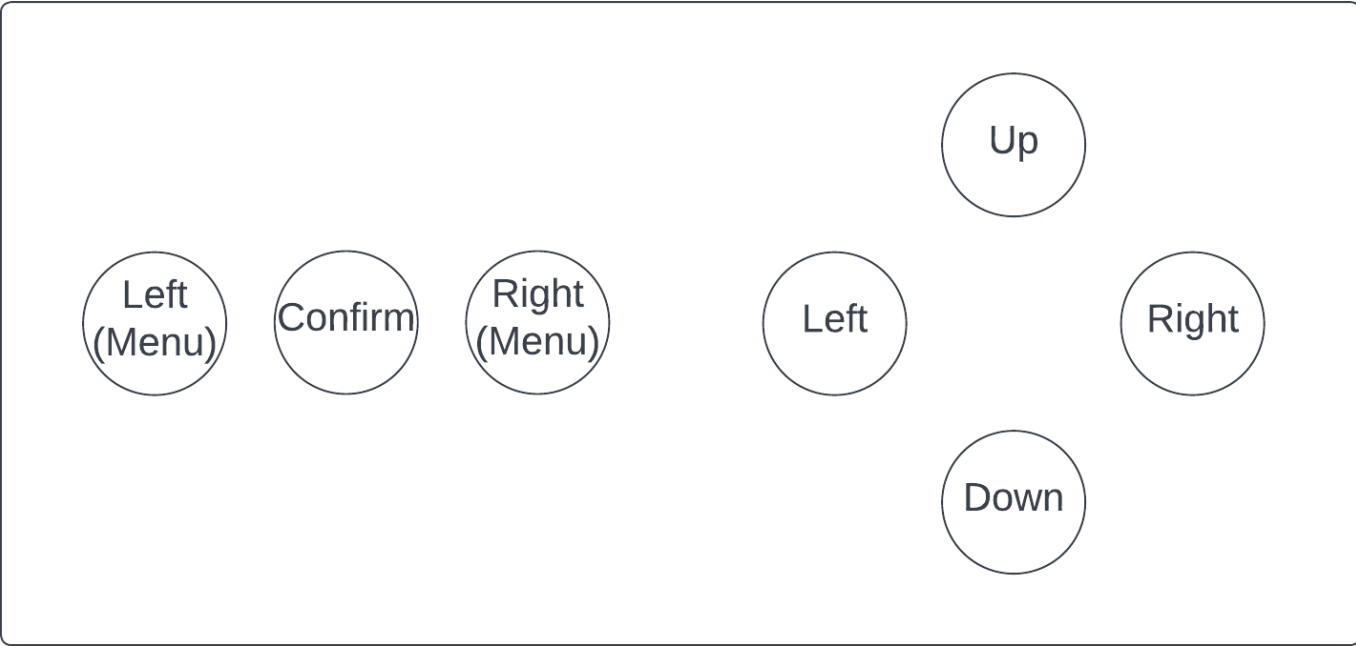 Up
Left
(Menu)
Confirm
Right
(Menu)
Left
Right
Down